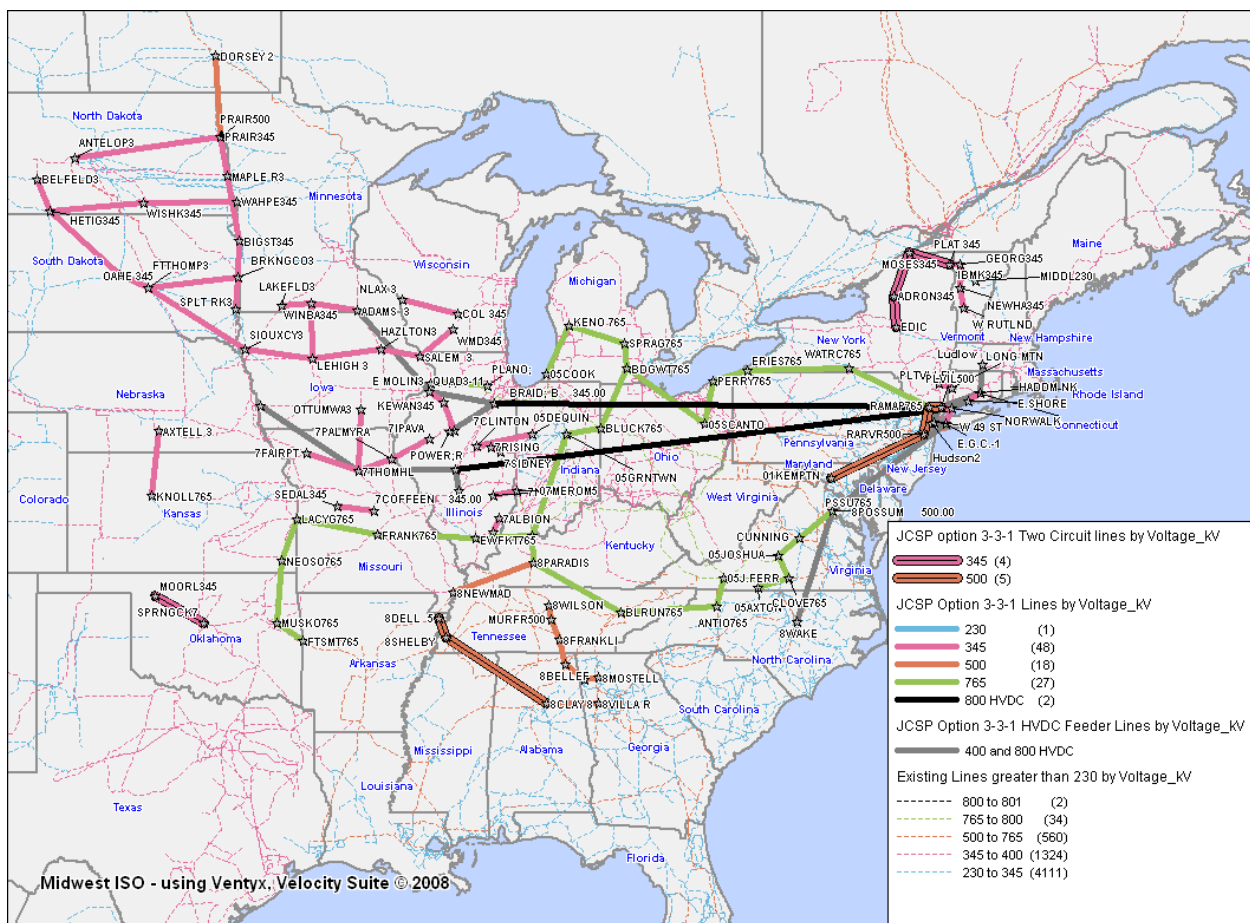 DORSEY 2
North Dakota
PRAIR500
PRAIR345
ANTELOP3
BELFELD3
MAPLE R3
Minnesota
WISHK345
WAHPE345
HETIG345
BIGST345
South Dakota
FTTHOMP3
BRKNGCO3
OAHE 345
LAKEFLD3
NLAX 3
Wisconsin
SPLT RK3
WINBA345
ADAMS 3
COL 345
HAZLTON3
WMD345
SIOUXCY3
LEHIGH 3
SALEM 3
Michigan
KENO 765
SPRAG765
PLAT 345
MOSES345
GEORG345
Maine
IBMK345
MIDDL230
ADRON345
NEWHA345
EDIC
W RUTLND
Vermont
New Hampshire
New York
ERIES765
WATRC765
Ludlow
LONG MTN
Massachusetts
PLVIL500
HADDM NK
Rhode Island
E.SHORE
NORWALK
Connecticut
RAMAP765
W 49 ST
E.G.C.-1
Hudson2
RARVR500
New Jersey
Pennsylvania
Maryland
01KEMPTN
Delaware
Iowa
E MOLIN3
QUAD3-11
PLANO;
05COOK
BDGWT765
PERRY765
BRAID; B
345.00
Nebraska
OTTUMWA3
KEWAN345
7CLINTON
05DEQUIN
05SCANTO
AXTELL 3
7PALMYRA
7IPAVA
7RISING
BLUCK765
7FAIRPT
POWER;R
7SIDNEY
Indiana
Ohio
7THOMHL
05GRNTWN
Colorado
KNOLL765
Kansas
SEDAL345
7COFFEEN
345.00
07MEROM5
Illinois
7ALBION
West Virginia
PSSU765
8POSSUM
500.00
LACYG765
FRANK765
EWFKT765
CUNNING
05JOSHUA
Kentucky
Virginia
NEOSO765
Missouri
8PARADIS
05J.FERR
MOORL345
8NEWMAD
05AXTON
CLOVE765
SPRNGCK7
8WILSON
BLRUN765
ANTIO765
8WAKE
Oklahoma
MUSKO765
8DELL .5
MURFR500
FTSMT765
8SHELBY
Tennessee
8FRANKLI
North Carolina
Arkansas
8BELLEF
8MOSTELL
8CLAY 8
8VILLA R
South Carolina
Mississippi
Alabama
Georgia
Louisiana
Texas
Florida
JCSP option 3-3-1 Two Circuit lines by Voltage_kV
345 (4)
500 (5)
JCSP Option 3-3-1 Lines by Voltage_kV
230 (1)
345 (48)
500 (18)
765 (27)
800 HVDC (2)
JCSP Option 3-3-1 HVDC Feeder Lines by Voltage_kV
400 and 800 HVDC
Existing Lines greater than 230 by Voltage_kV
800 to 801 (2)
765 to 800 (34)
500 to 765 (560)
345 to 400 (1324)
230 to 345 (4111)
Midwest ISO - using Ventyx, Velocity Suite © 2008